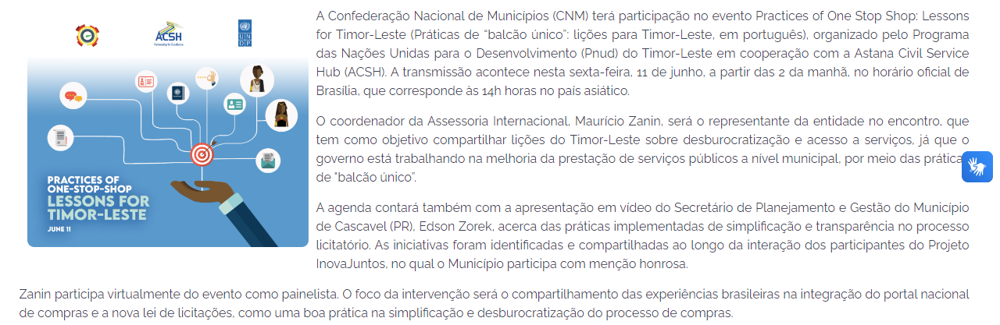 ACSH
Partnership for Excellence
U N
D P
PRACTICES OF
ONE-STOP-SHOP
LESSONS FOR
TIMOR-LESTE
JUNE 11
A Confederação Nacional de Municípios (CNM) terá participação no evento Practices of One Stop Shop: Lessons
for Timor-Leste (Práticas de “balcão único”: lições para Timor-Leste, em português), organizado pelo Programa
das Nações Unidas para o Desenvolvimento (Pnud) do Timor-Leste em cooperação com a Astana Civil Service
Hub (ACSH). A transmissão acontece nesta sexta-feira, 11 de junho, a partir das 2 da manhã, no horário oficial de
Brasília, que corresponde às 14h horas no país asiático.
O coordenador da Assessoria Internacional, Maurício Zanin, será o representante da entidade no encontro, que
tem como objetivo compartilhar lições do Timor-Leste sobre desburocratização e acesso a serviços, já que o
governo está trabalhando na melhoria da prestação de serviços públicos a nível municipal, por meio das prática
de "balcão único”.
A agenda contará também com a apresentação em vídeo do Secretário de Planejamento e Gestão do Município
de Cascavel (PR), Edson Zorek, acerca das práticas implementadas de simplificação e transparência no processo
licitatório. As iniciativas foram identificadas e compartilhadas ao longo da interação dos participantes do Projeto
InovaJuntos, no qual o Município participa com menção honrosa.
Zanin participa virtualmente do evento como painelista. O foco da intervenção será o compartilhamento das experiências brasileiras na integração do portal nacional
de compras e a nova lei de licitações, como uma boa prática na simplificação e desburocratização do processo de compras.